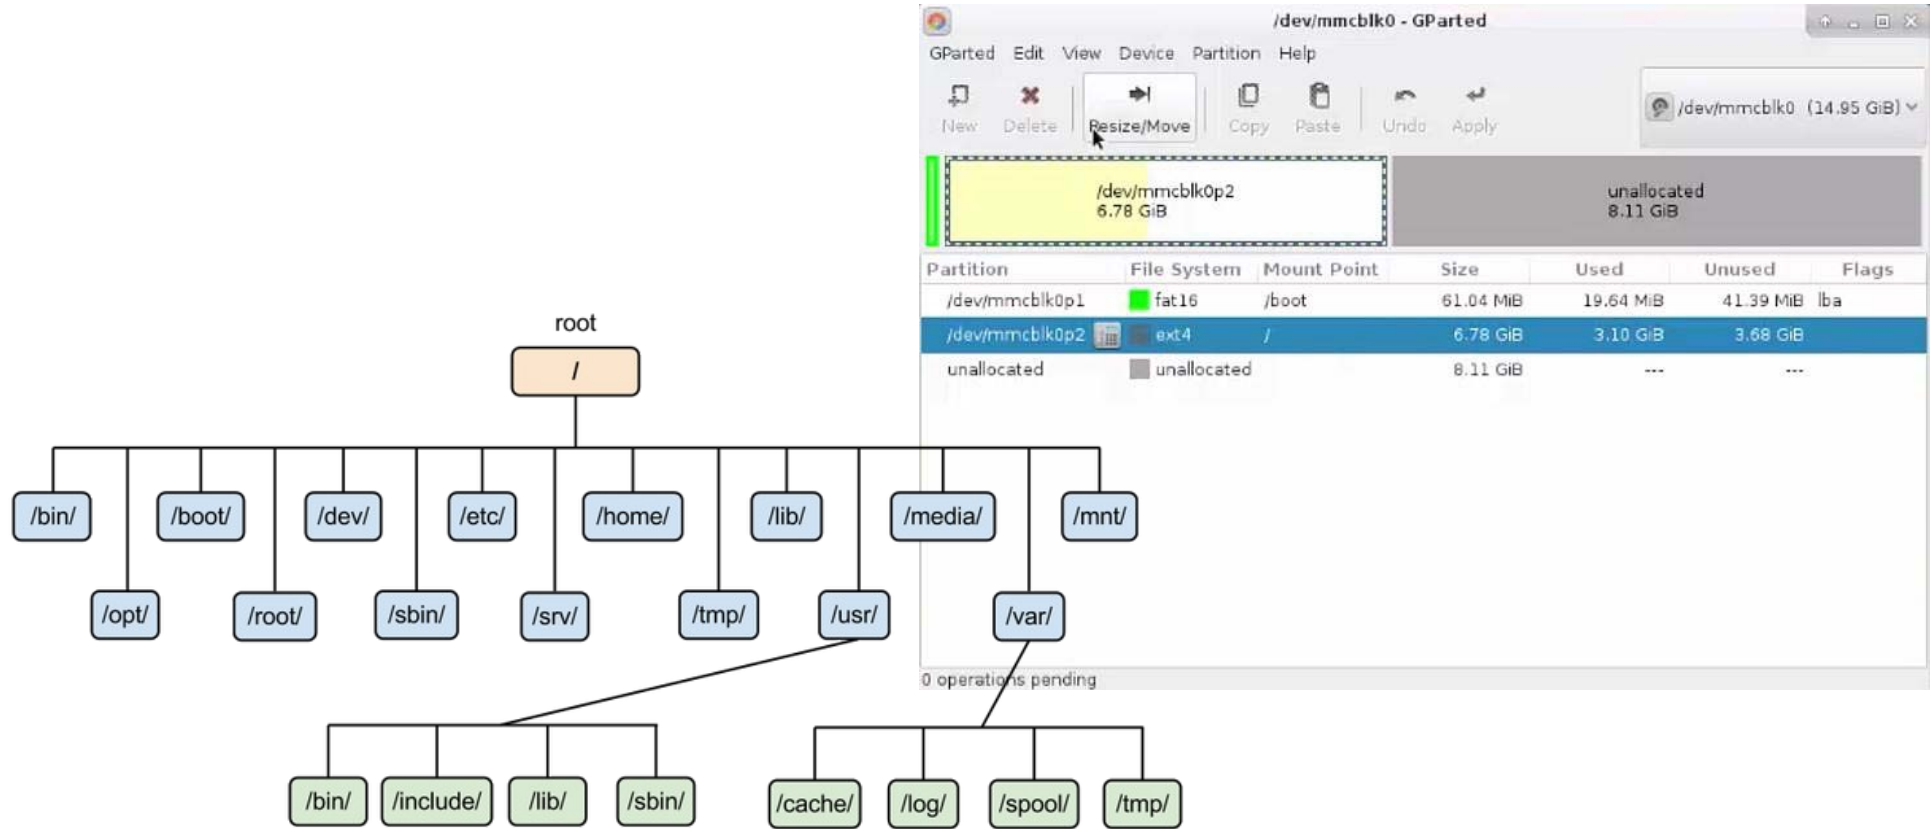 /dev/mmcblk0 - GParted
GParted Edit View Device Partition Help
New Delete Resize/Move Copy Paste Undo Apply
/dev/mmcblk0 (14.95 GiB)
/dev/mmcblk0p2
6.78 GiB
unallocated
8.11 GiB
Partition File System Mount Point Size Used Unused Flags
/dev/mmcblk0p1 fat16 /boot 61.04 MiB 19.64 MiB 41.39 MiB lba
/dev/mmcblk0p2 ext4 / 6.78 GiB 3.10 GiB 3.68 GiB
unallocated unallocated 8.11 GiB --- ---
0 operations pending
root
/
/bin/ /boot/ /dev/ /etc/ /home/ /lib/ /media/ /mnt/
/opt/ /root/ /sbin/ /srv/ /tmp/ /usr/ /var/
/bin/ /include/ /lib/ /sbin/ /cache/ /log/ /spool/ /tmp/